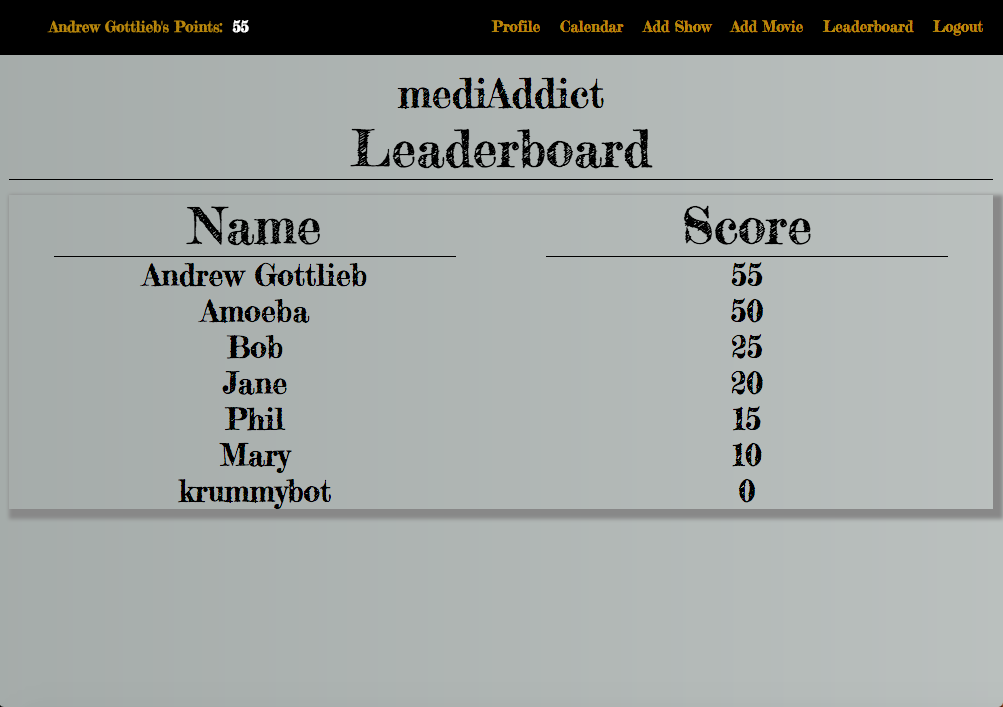 Andrew Gottlieb's Points: 55 Profile Calendar Add Show Add Movie Leaderboard Logout
mediAddict
Leaderboard
Name Score
Andrew Gottlieb 55
Amoeba 50
Bob 25
Jane 20
Phil 15
Mary 10
krummybot 0